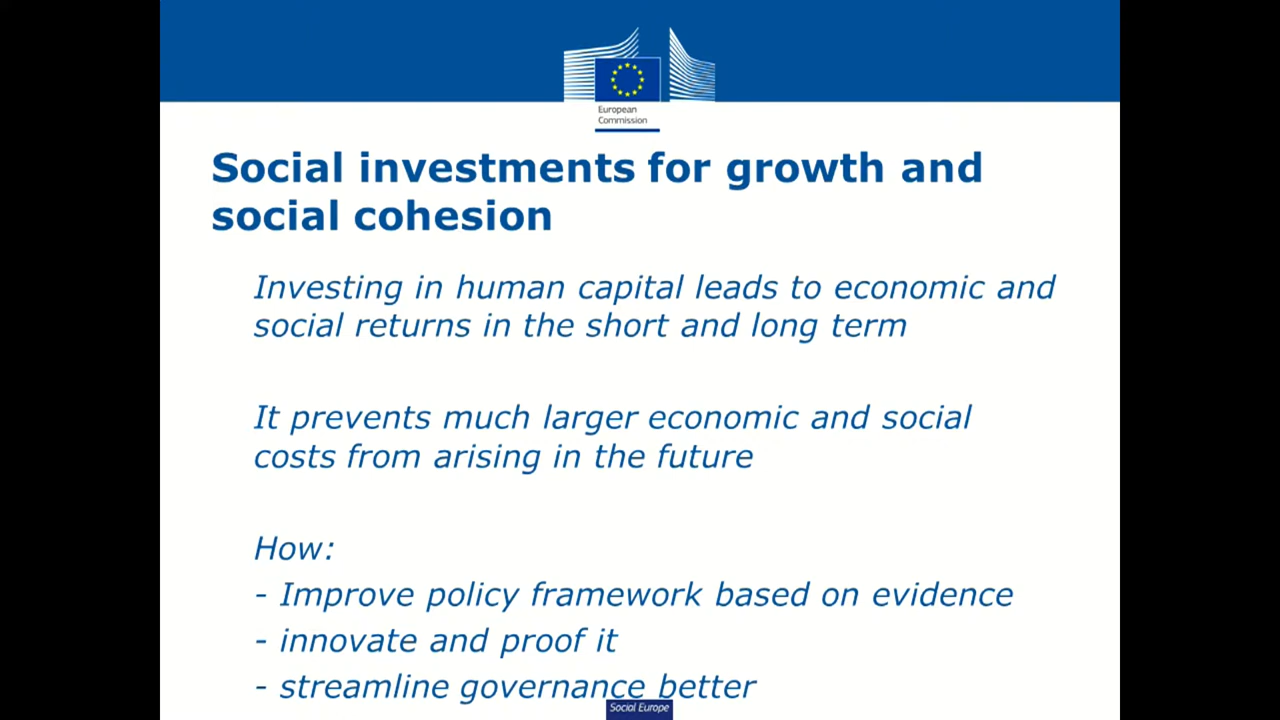 European
Commission
Social investments for growth and
social cohesion
Investing in human capital leads to economic and
social returns in the short and long term
It prevents much larger economic and social
costs from arising in the future
How:
- Improve policy framework based on evidence
- innovate and proof it
- streamline governance better
Social Europe